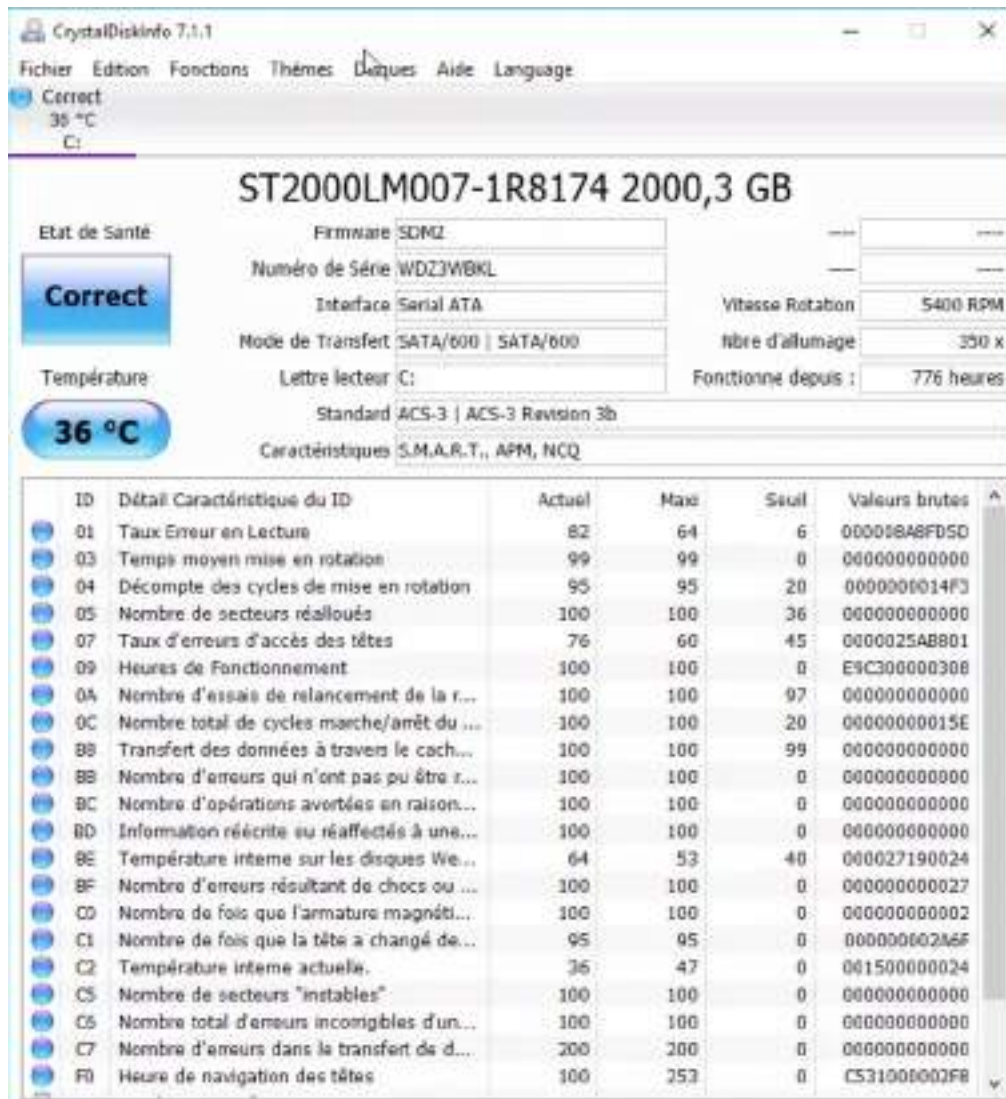 CrystalDiskInfo 7.1.1
Fichier Edition Fonctions Thèmes Disques Aide Language
Correct
36 °C
C:
ST2000LM007-1R8174 2000,3 GB
Etat de Santé
Correct
Température
36 °C
Firmware SDM2
Numéro de Série WDZ3WBKL
Interface Serial ATA
Mode de Transfert SATA/600 | SATA/600
Lettre lecteur C:
Standard ACS-3 | ACS-3 Revision 3b
Caractéristiques S.M.A.R.T., APM, NCQ
---- ----
---- ----
Vitesse Rotation 5400 RPM
Nbre d'allumage 350 x
Fonctionne depuis : 776 heures
ID Détail Caractéristique du ID Actuel Maxi Seuil Valeurs brutes
01 Taux Erreur en Lecture 82 64 6
03 Temps moyen mise en rotation 99 99 0 000000000000
04 Décompte des cycles de mise en rotation 95 95 20 0000000014F3
05 Nombre de secteurs réalloués 100 100 36 000000000000
07 Taux d'erreurs d'accès des têtes 76 60 45 0000025AB801
09 Heures de Fonctionnement 100 100 0 E9C300000308
0A Nombre d'essais de relancement de la r... 100 100 97 000000000000
0C Nombre total de cycles marche/arrêt du ... 100 100 20 00000000015E
B8 Transfert des données à travers le cach... 100 100 99 000000000000
BB Nombre d'erreurs qui n'ont pas pu être r... 100 100 0 000000000000
BC Nombre d'opérations avortées en raison... 100 100 0 000000000000
BD Information réécrite ou réaffectés à une... 100 100 0 000000000000
BE Température interne sur les disques We... 64 53 40 000027190024
BF Nombre d'erreurs résultant de chocs ou ... 100 100 0 000000000027
C0 Nombre de fois que l'armature magnéti... 100 100 0 000000000002
C1 Nombre de fois que la tête a changé de... 95 95 0 000000002A6F
C2 Température interne actuelle. 36 47 0 001500000024
C5 Nombre de secteurs "instables" 100 100 0 000000000000
C6 Nombre total d'erreurs incorrigibles d'un... 100 100 0 000000000000
C7 Nombre d'erreurs dans le transfert de d... 200 200 0 000000000000
F0 Heure de navigation des têtes 100 253 0 C531000002F8